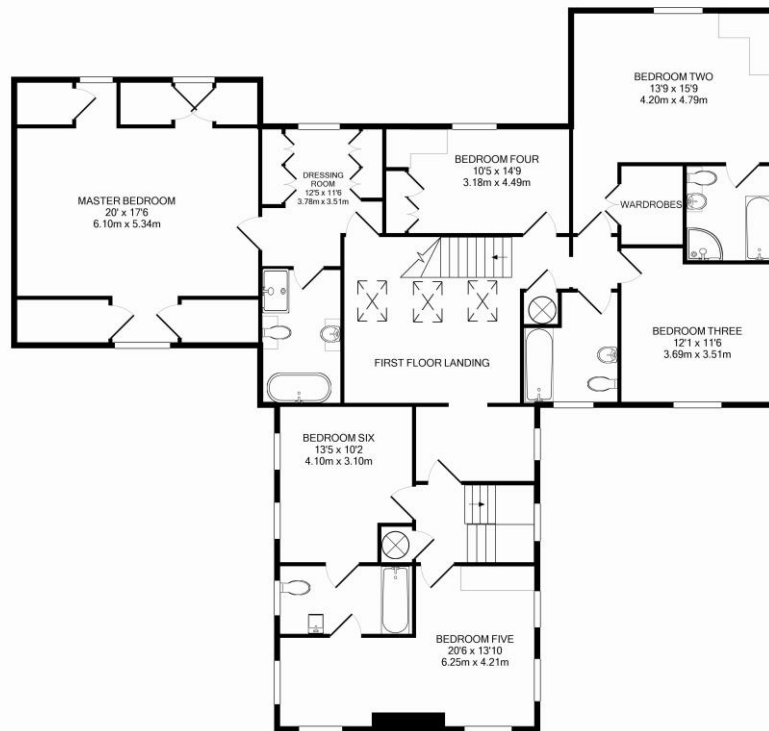 BEDROOM TWO
13'9 x 15'9
4.20m x 4.79m
MASTER BEDROOM
20' x 17'6
6.10m x 5.34m
DRESSING
ROOM
12'5 x 11'6
3.78m x 3.51m
BEDROOM FOUR
10'5 x 14'9
3.18m x 4.49m
WARDROBES
FIRST FLOOR LANDING
BEDROOM THREE
12'1 x 11'6
3.69m x 3.51m
BEDROOM SIX
13'5 x 10'2
4.10m x 3.10m
BEDROOM FIVE
20'6 x 13'10
6.25m x 4.21m